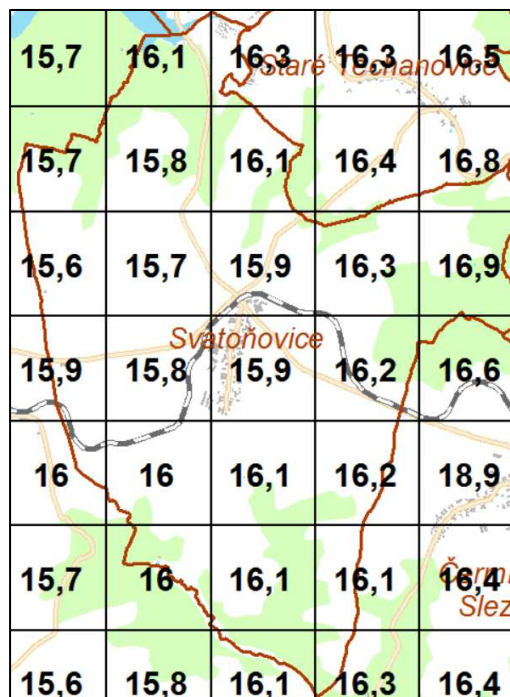 15,7 16,1 16,3 16,3 16,5
Staré Těchanovice
15,7 15,8 16,1 16,4 16,8
15,6 15,7 15,9 16,3 16,9
Svatoňovice
15,9 15,8 15,9 16,2 16,6
16 16 16,1 16,2 18,9
15,7 16 16,1 16,1 16,4
Slez
15,6 15,8 16,1 16,3 16,4